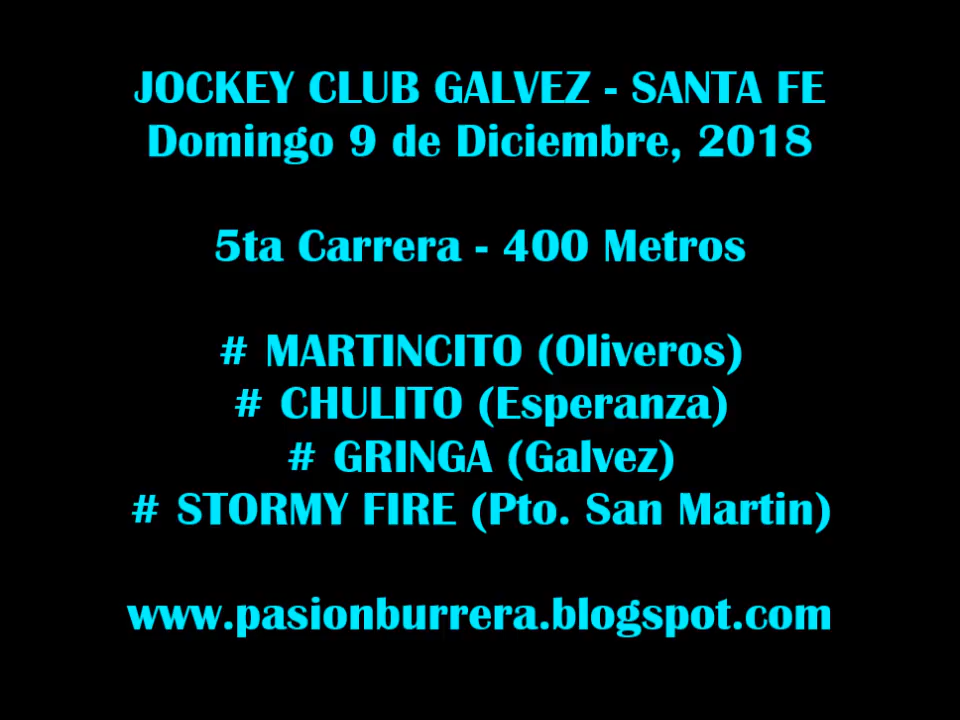 JOCKEY CLUB GALVEZ - SANTA FE
Domingo 9 de Diciembre, 2018
5ta Carrera - 400 Metros
# MARTINCITO (Oliveros)
# CHULITO (Esperanza)
# GRINGA (Galvez)
# STORMY FIRE (Pto. San Martin)
www.pasionburrera.blogspot.com